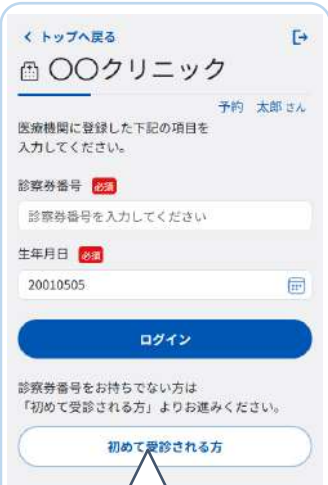 トップへ戻る
〇〇クリニック
予約 太郎 さん
医療機関に登録した下記の項目を
入力してください。
診察券番号 必須
診察券番号を入力してください
生年月日 必須
20010505
ログイン
診察券番号をお持ちでない方は
「初めて受診される方」よりお進みください。
初めて受診される方